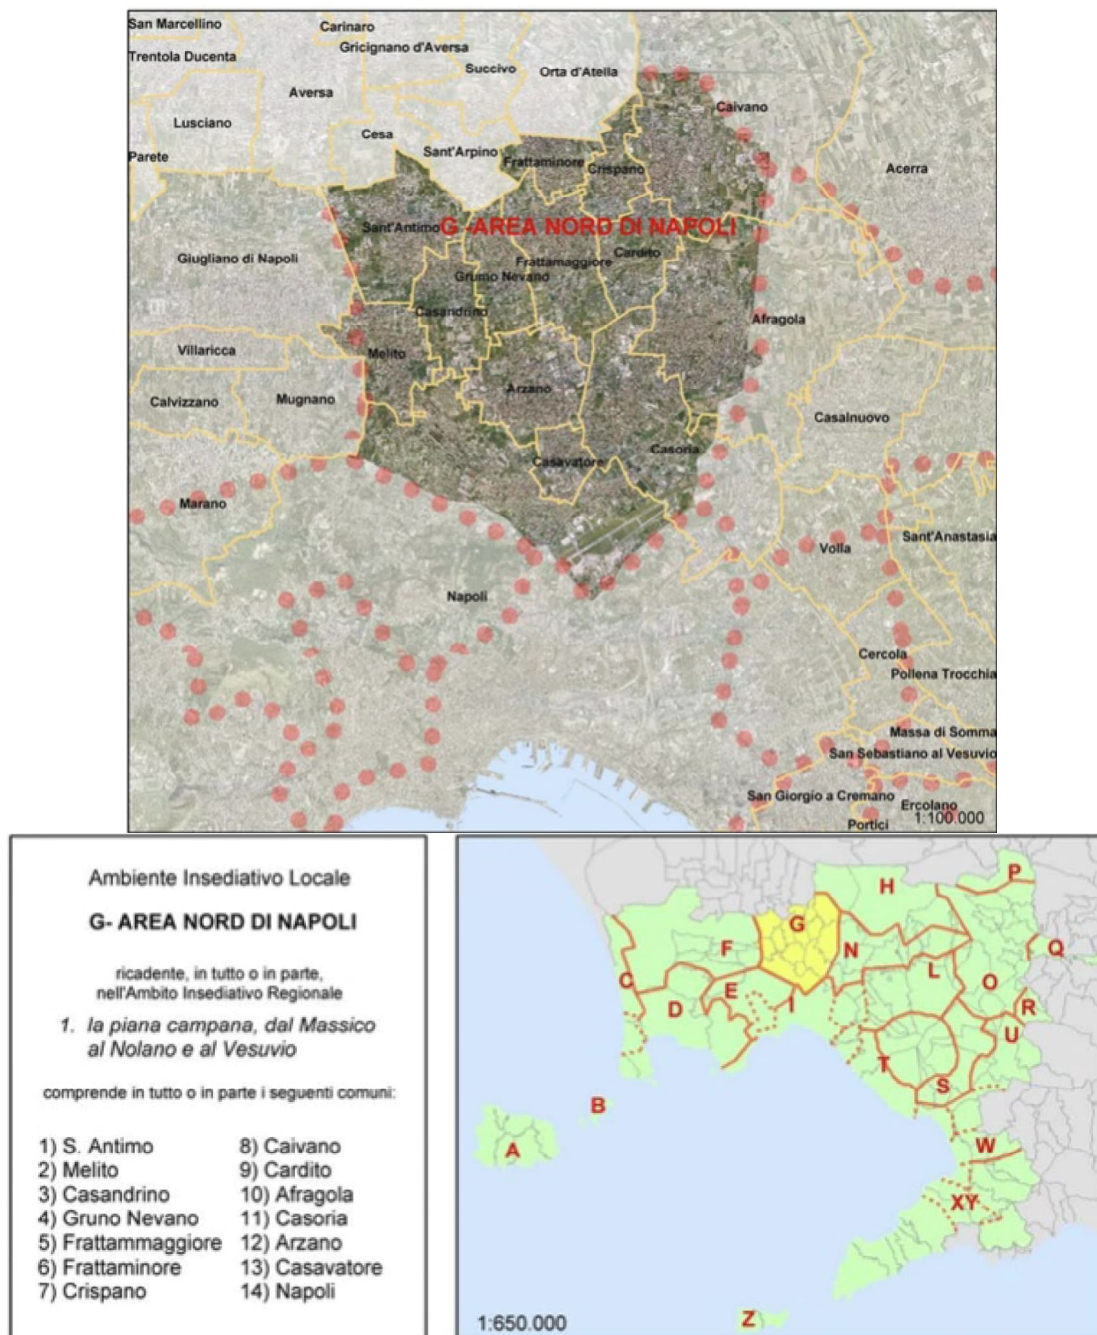 San Marcellino
Carinaro
Gricignano d'Aversa
Trentola Ducenta
Succivo
Orta d'Atella
Aversa
Caivano
Lusciano
Cesa
Sant'Arpino
Parete
Frattaminore
Crispano
Acerra
Sant'Antimo
G -AREA NORD DI NAPOLI
Giugliano di Napoli
Frattamaggiore
Cardito
Grumo Nevano
Casandrino
Afragola
Villaricca
Melito
Arzano
Calvizzano
Mugnano
Casalnuovo
Casoria
Casavatore
Marano
Volla
Sant'Anastasia
Napoli
Cercola
Pollena Trocchia
Massa di Somma
San Sebastiano al Vesuvio
San Giorgio a Cremano
Ercolano
Portici
1:100.000
Ambiente Insediativo Locale
G- AREA NORD DI NAPOLI
ricadente, in tutto o in parte,
nell'Ambito Insediativo Regionale
1. la piana campana, dal Massico
al Nolano e al Vesuvio
comprende in tutto o in parte i seguenti comuni:
1) S. Antimo
2) Melito
3) Casandrino
4) Gruno Nevano
5) Frattammaggiore
6) Frattaminore
7) Crispano
8) Caivano
9) Cardito
10) Afragola
11) Casoria
12) Arzano
13) Casavatore
14) Napoli
P
H
G
F
N
Q
C
L
O
E
D
I
R
U
T
S
B
A
W
XY
Z
1:650.000